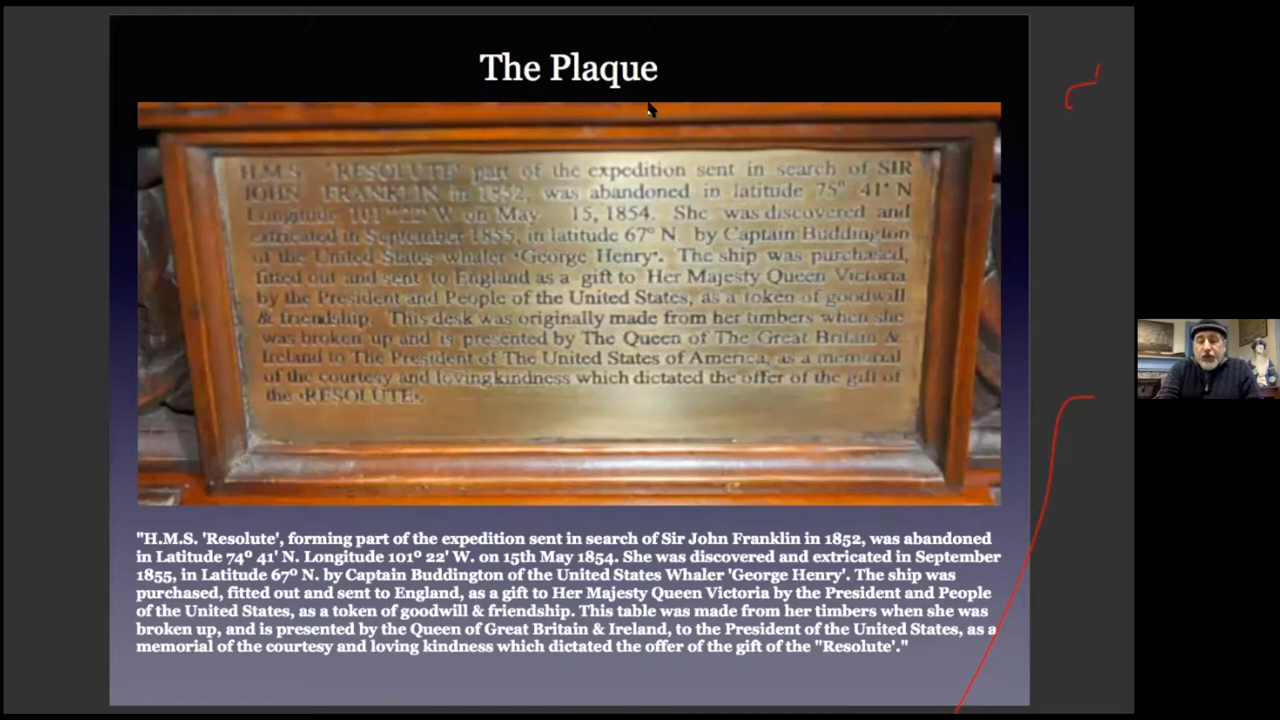 The Plaque
H.M.S. 'RESOLUTE' part of the expedition sent in search of SIR
JOHN FRANKLIN in 1852, was abandoned in latitude 75° 41' N
Longitude 101° 22' W on May 15, 1854. She was discovered and
extricated in September 1855, in latitude 67° N. by Captain Buddington
of the United States whaler 'George Henry'. The ship was purchased,
fitted out and sent to England as a gift to Her Majesty Queen Victoria
by the President and People of the United States, as a token of goodwill
& friendship. This desk was originally made from her timbers when she
was broken up and is presented by The Queen of The Great Britain &
Ireland to The President of The United States of America, as a memorial
of the courtesy and lovingkindness which dictated the offer of the gift of
the ‹RESOLUTE›.
"H.M.S. 'Resolute', forming part of the expedition sent in search of Sir John Franklin in 1852, was abandoned
in Latitude 74º 41' N. Longitude 101º 22' W. on 15th May 1854. She was discovered and extricated in September
1855, in Latitude 67º N. by Captain Buddington of the United States Whaler 'George Henry'. The ship was
purchased, fitted out and sent to England, as a gift to Her Majesty Queen Victoria by the President and People
of the United States, as a token of goodwill & friendship. This table was made from her timbers when she was
broken up, and is presented by the Queen of Great Britain & Ireland, to the President of the United States, as a
memorial of the courtesy and loving kindness which dictated the offer of the gift of the "Resolute'."